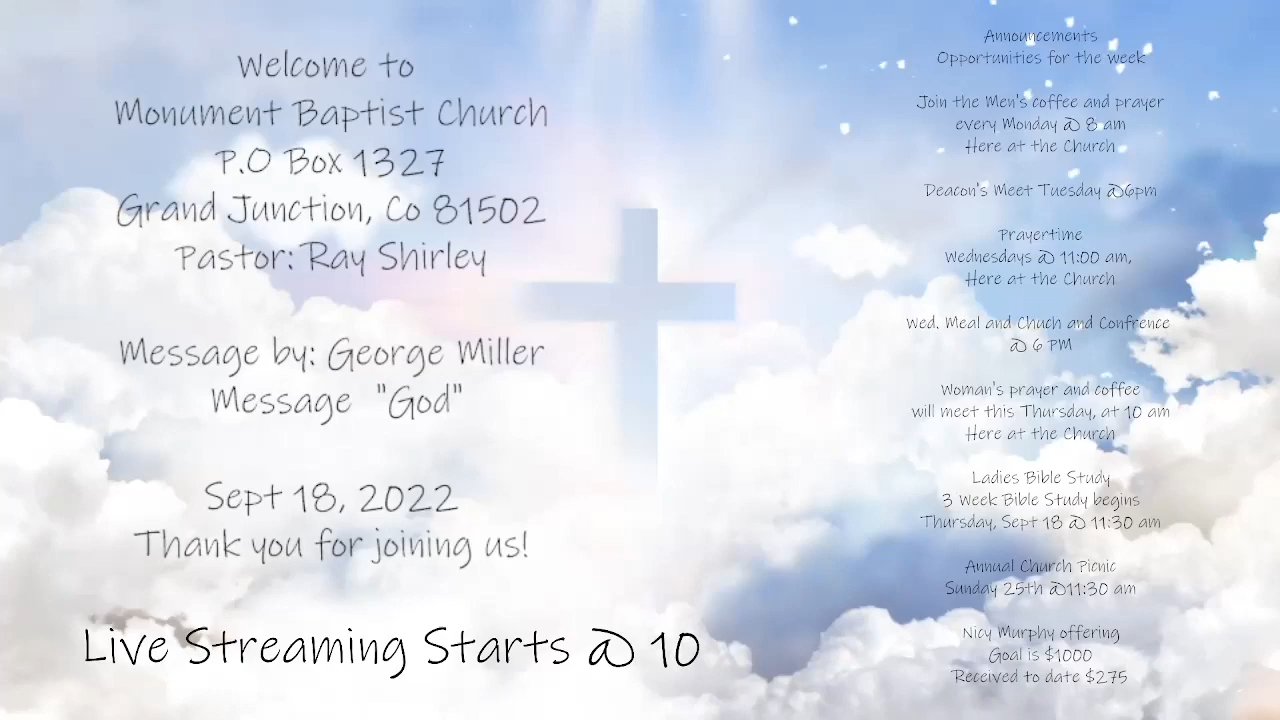 Welcome to
Monument Baptist Church
P.O Box 1327
Grand Junction, Co 81502
Pastor: Ray Shirley
Message by: George Miller
Message "God"
Sept 18, 2022
Thank you for joining us!
Live Streaming Starts @ 10
Announcements
Opportunities for the week
Join the Men's coffee and prayer
every Monday @ 8 am
Here at the Church
Deacon's Meet Tuesday @6pm
Prayertime
Wednesdays @ 11:00 am,
Here at the Church
Wed. Meal and Chuch and Confrence
@ 6 PM
Woman's prayer and coffee
will meet this Thursday, at 10 am
Here at the Church
Ladies Bible Study
3 Week Bible Study begins
Thursday, Sept 18 @ 11:30 am
Annual Church Picnic
Sunday 25th @11:30 am
Nicy Murphy offering
Goal is $1000
Received to date $275